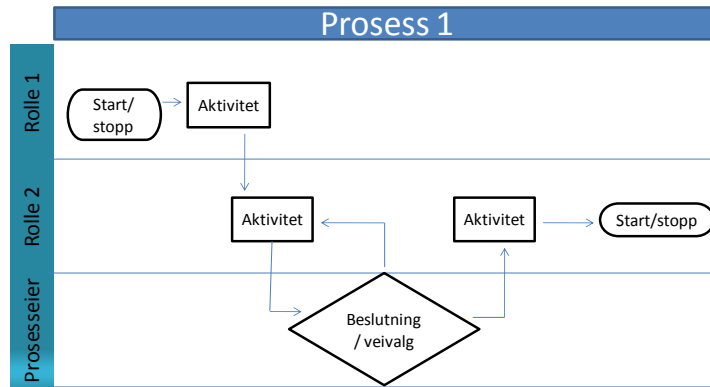 Prosess 1
Rolle 1
Start/
stopp
Aktivitet
Rolle 2
Aktivitet
Aktivitet
Start/stopp
Prosesseier
Beslutning
/ veivalg